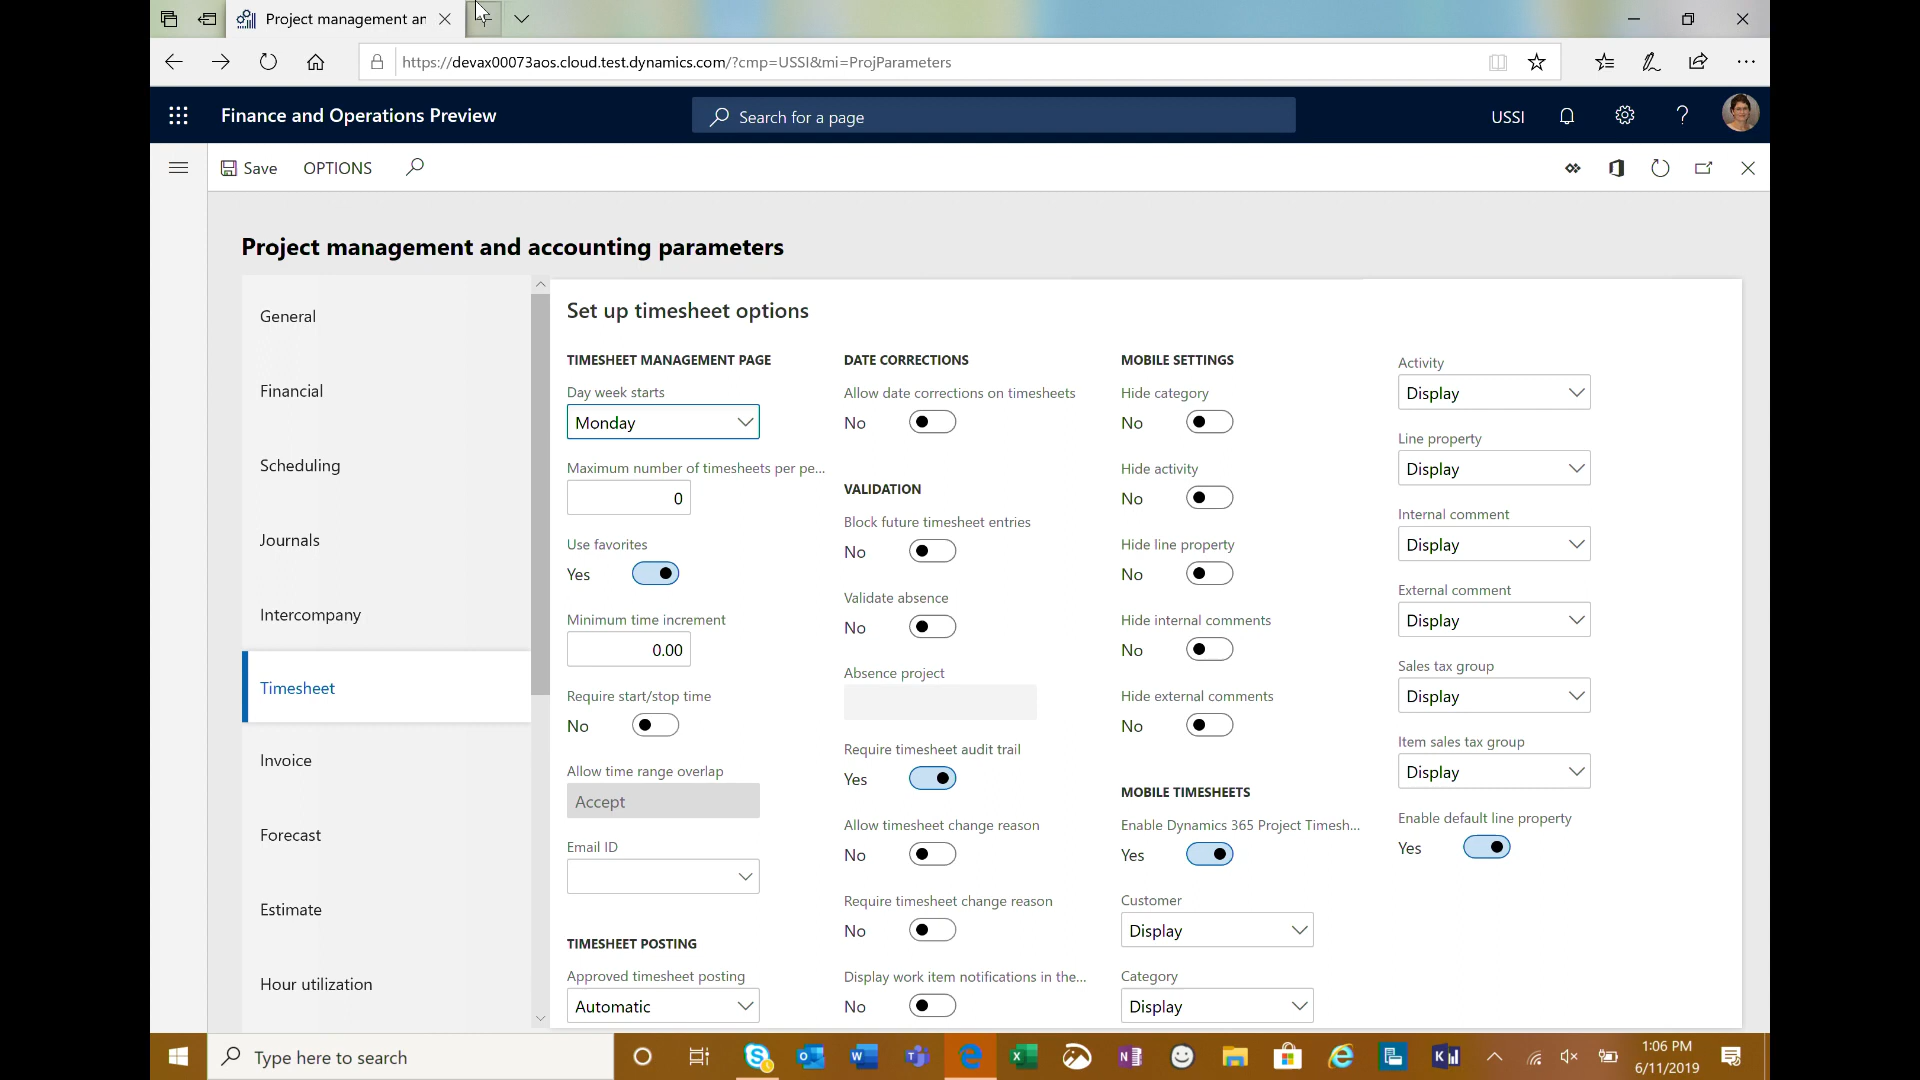 Project management ar
https://devax00073aos.cloud.test.dynamics.com/?cmp=USSI&mi=ProjParameters
Finance and Operations Preview
Search for a page
USSI
Save
OPTIONS
Project management and accounting parameters
General
Financial
Scheduling
Journals
Intercompany
Timesheet
Invoice
Forecast
Estimate
Hour utilization
Set up timesheet options
TIMESHEET MANAGEMENT PAGE
Day week starts
Monday
Maximum number of timesheets per pe...
0
Use favorites
Yes
Minimum time increment
0.00
Require start/stop time
No
Allow time range overlap
Accept
Email ID
TIMESHEET POSTING
Approved timesheet posting
Automatic
DATE CORRECTIONS
Allow date corrections on timesheets
No
VALIDATION
Block future timesheet entries
No
Validate absence
No
Absence project
Require timesheet audit trail
Yes
Allow timesheet change reason
No
Require timesheet change reason
No
Display work item notifications in the...
No
MOBILE SETTINGS
Hide category
No
Hide activity
No
Hide line property
No
Hide internal comments
No
Hide external comments
No
MOBILE TIMESHEETS
Enable Dynamics 365 Project Timesh...
Yes
Customer
Display
Category
Display
Activity
Display
Line property
Display
Internal comment
Display
External comment
Display
Sales tax group
Display
Item sales tax group
Display
Enable default line property
Yes
Type here to search
1:06 PM
6/11/2019